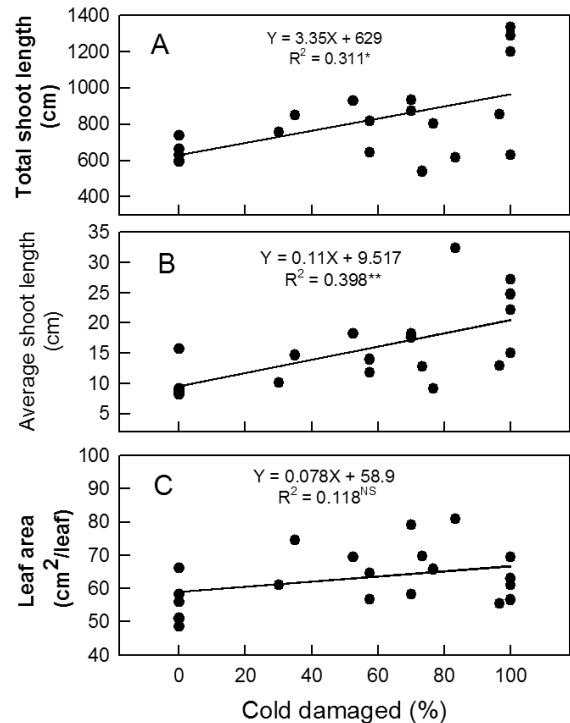 A
Y = 3.35X + 629
R² = 0.311*
Total shoot length
(cm)
1400
1200
1000
800
600
400
B
Y = 0.11X + 9.517
R² = 0.398**
Average shoot length
(cm)
35
30
25
20
15
10
5
C
Y = 0.078X + 58.9
R² = 0.118ᴺˢ
Leaf area
(cm²/leaf)
100
90
80
70
60
50
40
0 20 40 60 80 100
Cold damaged (%)